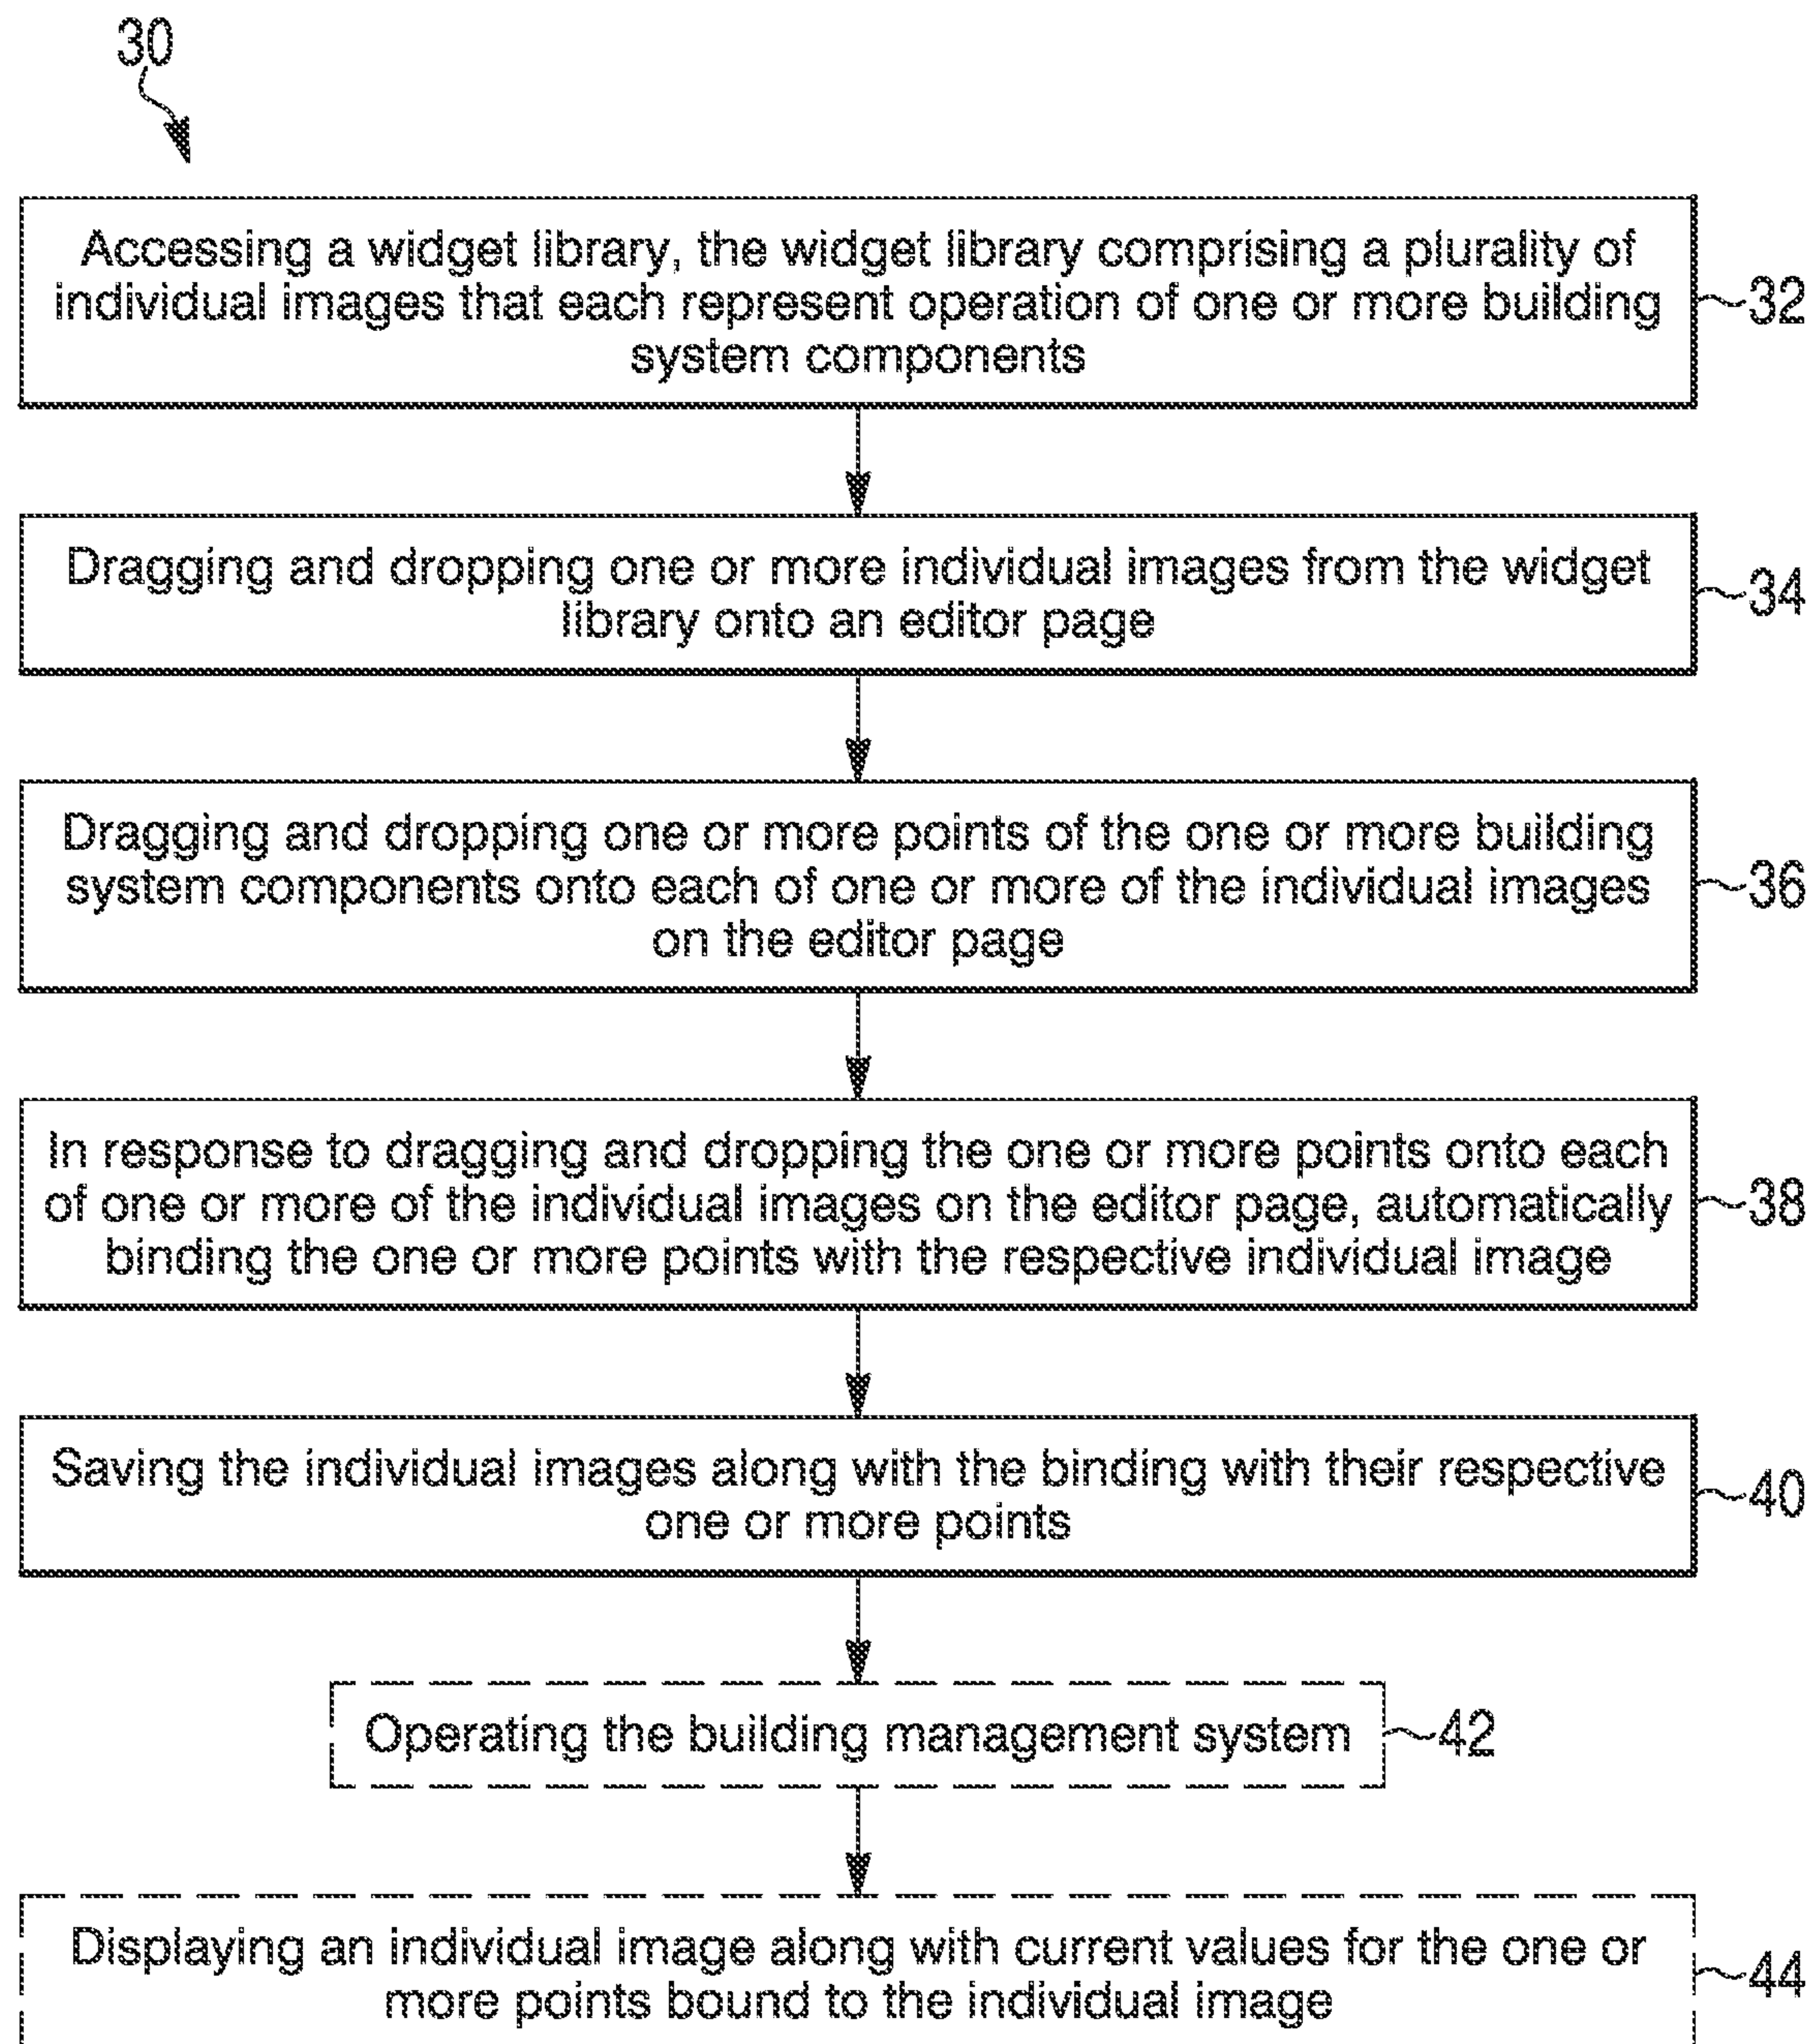 30
Accessing a widget library, the widget library comprising a plurality of
individual images that each represent operation of one or more building
system components
32
Dragging and dropping one or more individual images from the widget
library onto an editor page
34
Dragging and dropping one or more points of the one or more building
system components onto each of one or more of the individual images
on the editor page
36
In response to dragging and dropping the one or more points onto each
of one or more of the individual images on the editor page, automatically
binding the one or more points with the respective individual image
38
Saving the individual images along with the binding with their respective
one or more points
40
Operating the building management system
42
Displaying an individual image along with current values for the one or
more points bound to the individual image
44